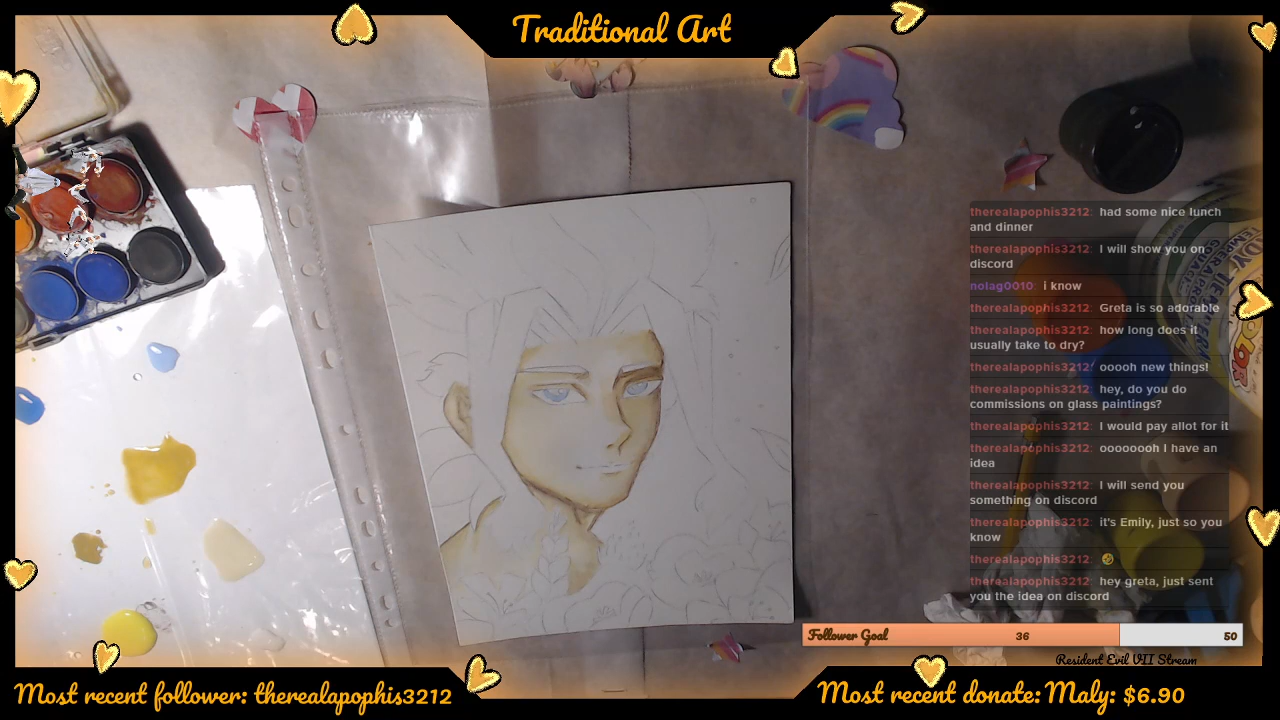 Traditional Art
therealapophis3212: had some nice lunch
and dinner
therealapophis3212: I will show you on
discord
nolag0010: i know
therealapophis3212: Greta is so adorable
therealapophis3212: how long does it
usually take to dry?
therealapophis3212: ooooh new things!
therealapophis3212: hey, do you do
commissions on glass paintings?
therealapophis3212: I would pay allot for it
therealapophis3212: oooooooh I have an
idea
therealapophis3212: I will send you
something on discord
therealapophis3212: it's Emily, just so you
know
therealapophis3212:
therealapophis3212: hey greta, just sent
you the idea on discord
Follower Goal 36 50
Resident Evil VII Stream
Most recent follower: therealapophis3212
Most recent donate: Maly: $6.90